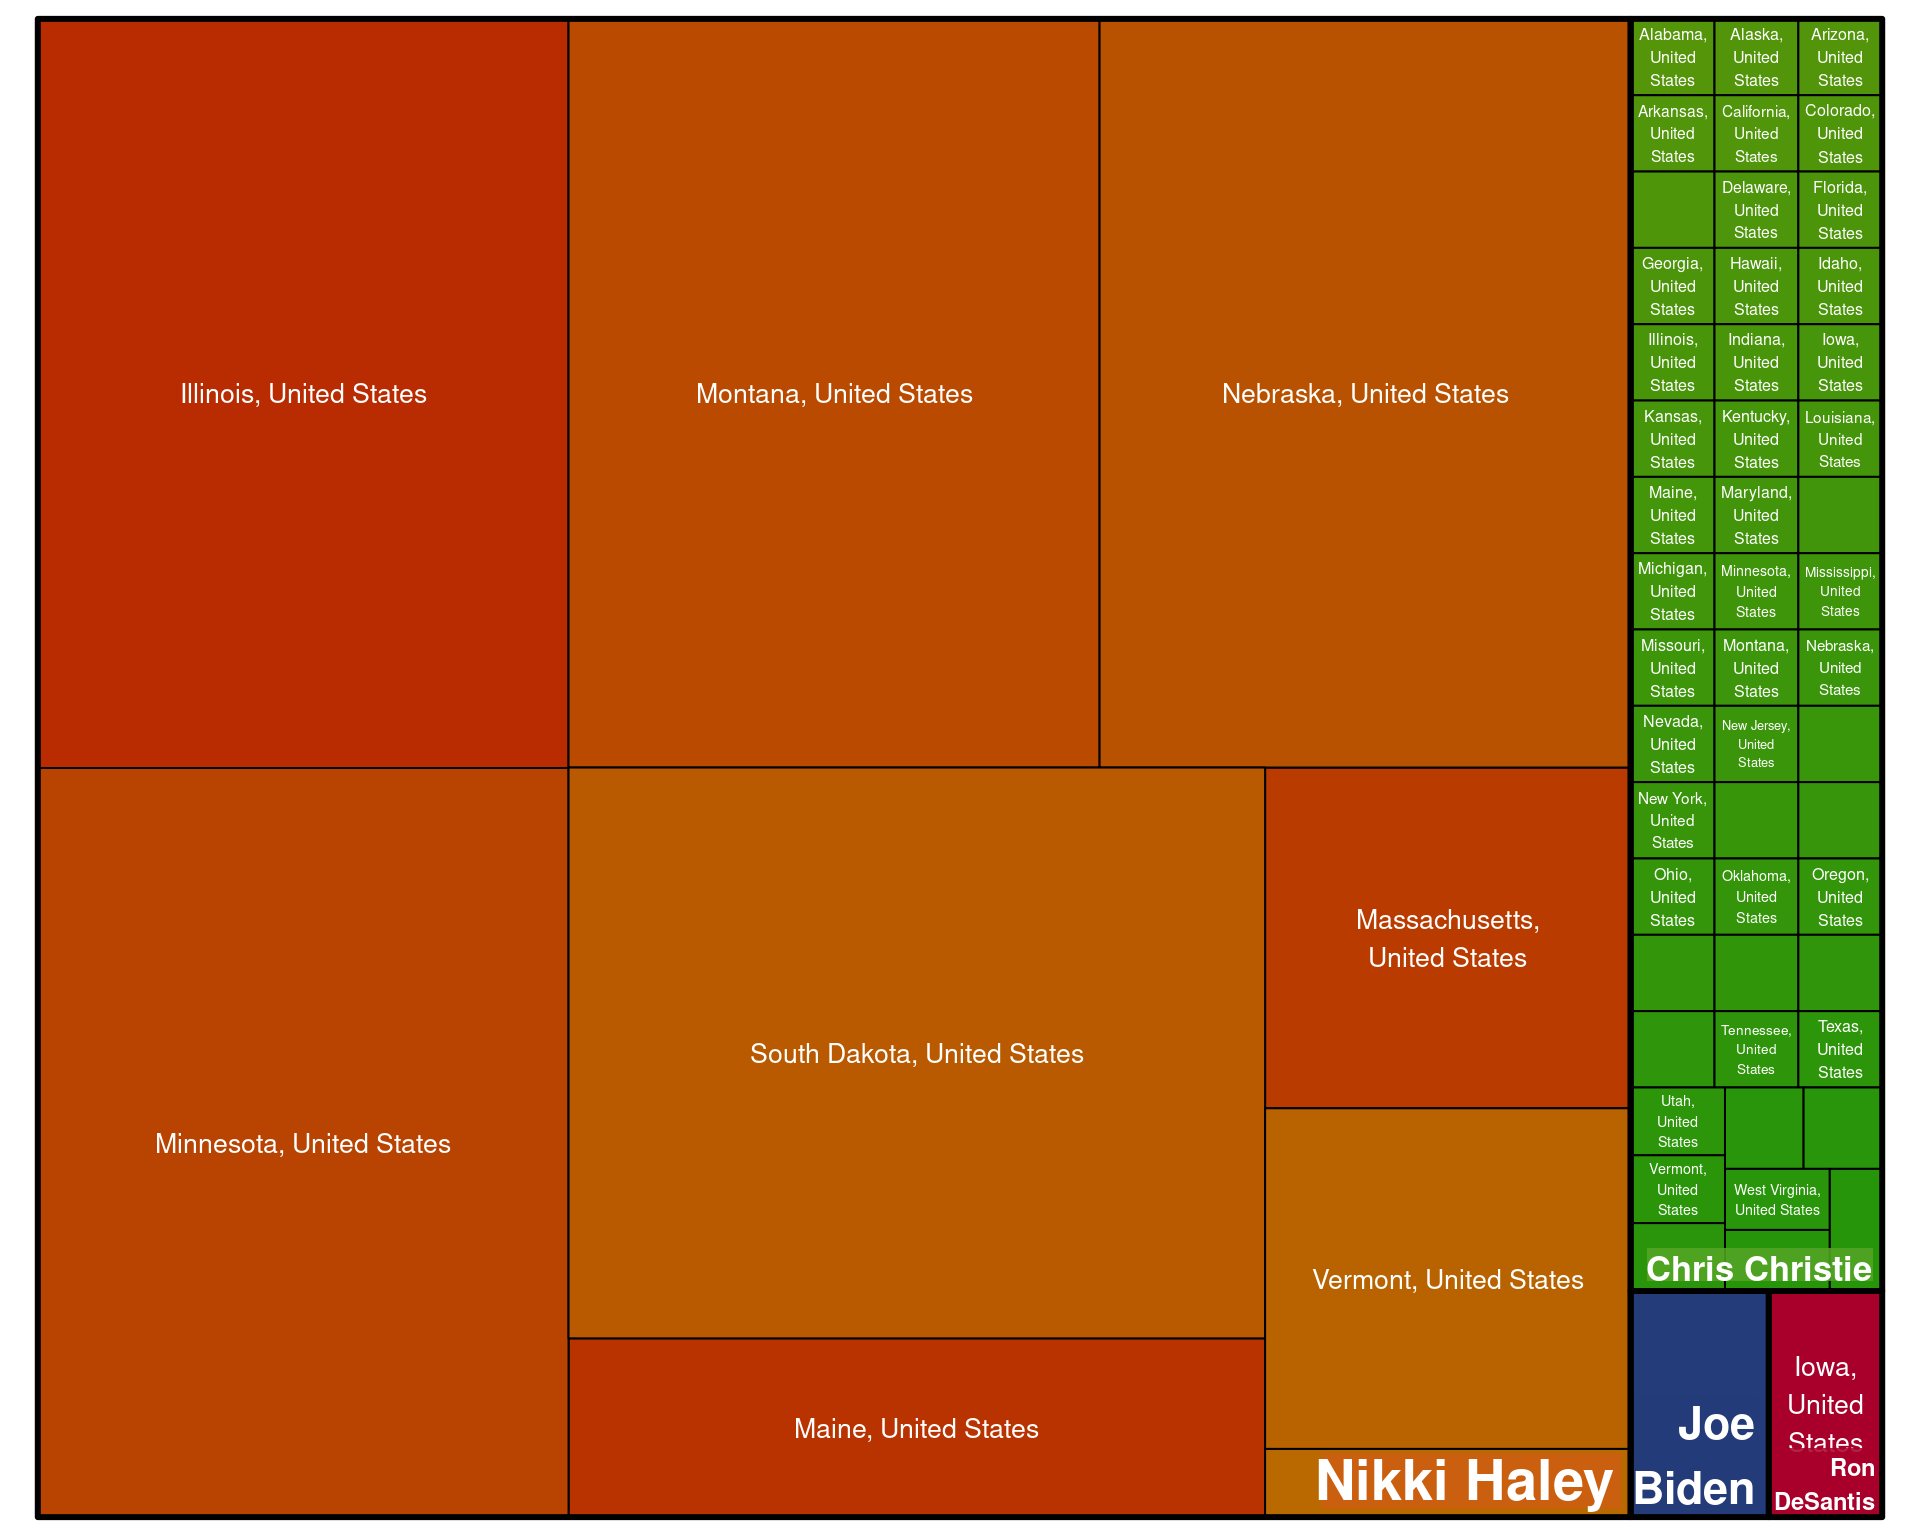 Illinois, United States
Montana, United States
Nebraska, United States
Minnesota, United States
South Dakota, United States
Maine, United States
Massachusetts,
United States
Vermont, United States
Nikki Haley
Alabama,
United
States
Alaska,
United
States
Arizona,
United
States
Arkansas,
United
States
California,
United
States
Colorado,
United
States
Delaware,
United
States
Florida,
United
States
Georgia,
United
States
Hawaii,
United
States
Idaho,
United
States
Illinois,
United
States
Indiana,
United
States
Iowa,
United
States
Kansas,
United
States
Kentucky,
United
States
Louisiana,
United
States
Maine,
United
States
Maryland,
United
States
Michigan,
United
States
Minnesota,
United
States
Mississippi,
United
States
Missouri,
United
States
Montana,
United
States
Nebraska,
United
States
Nevada,
United
States
New Jersey,
United
States
New York,
United
States
Ohio,
United
States
Oklahoma,
United
States
Oregon,
United
States
Tennessee,
United
States
Texas,
United
States
Utah,
United
States
Vermont,
United
States
West Virginia,
United States
Chris Christie
Joe
Biden
Iowa,
United
States
Ron
DeSantis